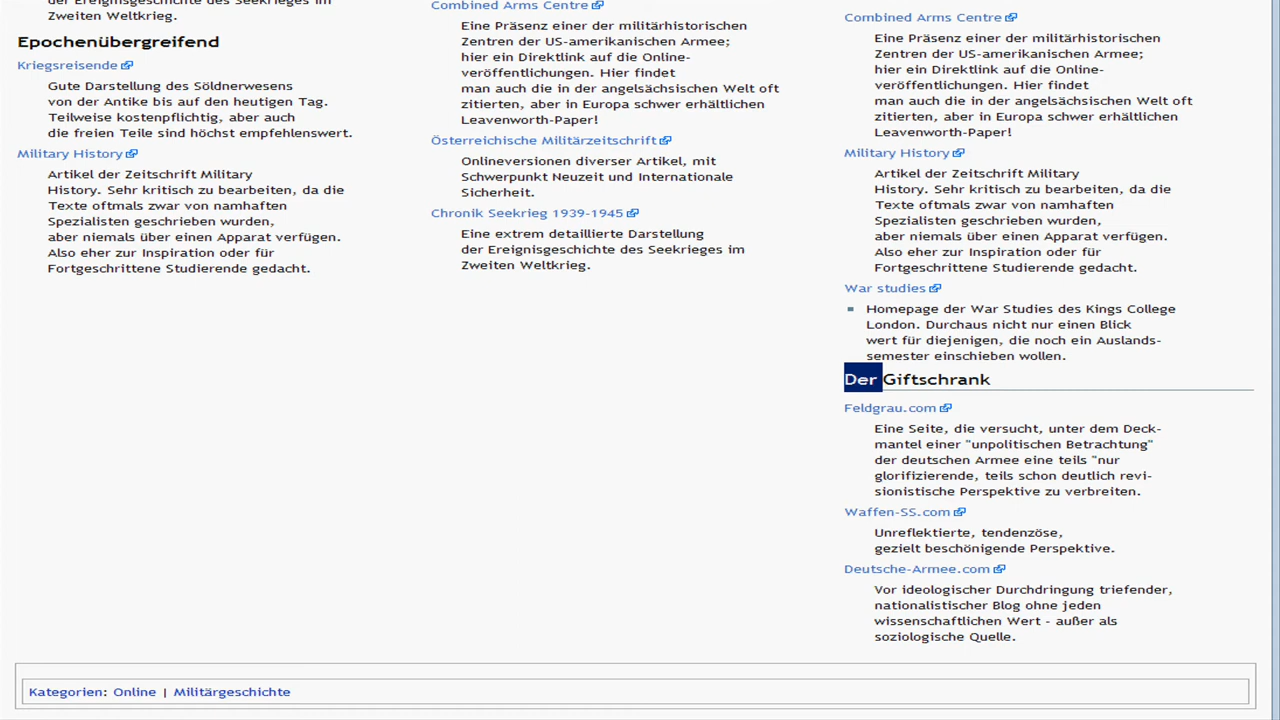 der Ereignisgeschichte des Seekrieges im
Zweiten Weltkrieg.
Epochenübergreifend
Kriegsreisende
Gute Darstellung des Söldnerwesens
von der Antike bis auf den heutigen Tag.
Teilweise kostenpflichtig, aber auch
die freien Teile sind höchst empfehlenswert.
Military History
Artikel der Zeitschrift Military
History. Sehr kritisch zu bearbeiten, da die
Texte oftmals zwar von namhaften
Spezialisten geschrieben wurden,
aber niemals über einen Apparat verfügen.
Also eher zur Inspiration oder für
Fortgeschrittene Studierende gedacht.
Combined Arms Centre
Eine Präsenz einer der militärhistorischen
Zentren der US-amerikanischen Armee;
hier ein Direktlink auf die Online-
veröffentlichungen. Hier findet
man auch die in der angelsächsischen Welt oft
zitierten, aber in Europa schwer erhältlichen
Leavenworth-Paper!
Österreichische Militärzeitschrift
Onlineversionen diverser Artikel, mit
Schwerpunkt Neuzeit und Internationale
Sicherheit.
Chronik Seekrieg 1939-1945
Eine extrem detaillierte Darstellung
der Ereignisgeschichte des Seekrieges im
Zweiten Weltkrieg.
Combined Arms Centre
Eine Präsenz einer der militärhistorischen
Zentren der US-amerikanischen Armee;
hier ein Direktlink auf die Online-
veröffentlichungen. Hier findet
man auch die in der angelsächsischen Welt oft
zitierten, aber in Europa schwer erhältlichen
Leavenworth-Paper!
Military History
Artikel der Zeitschrift Military
History. Sehr kritisch zu bearbeiten, da die
Texte oftmals zwar von namhaften
Spezialisten geschrieben wurden,
aber niemals über einen Apparat verfügen.
Also eher zur Inspiration oder für
Fortgeschrittene Studierende gedacht.
War studies
Homepage der War Studies des Kings College
London. Durchaus nicht nur einen Blick
wert für diejenigen, die noch ein Auslands-
semester einschieben wollen.
Der Giftschrank
Feldgrau.com
Eine Seite, die versucht, unter dem Deck-
mantel einer "unpolitischen Betrachtung"
der deutschen Armee eine teils "nur
glorifizierende, teils schon deutlich revi-
sionistische Perspektive zu verbreiten.
Waffen-SS.com
Unreflektierte, tendenzöse,
gezielt beschönigende Perspektive.
Deutsche-Armee.com
Vor ideologischer Durchdringung triefender,
nationalistischer Blog ohne jeden
wissenschaftlichen Wert - außer als
soziologische Quelle.
Kategorien: Online | Militärgeschichte